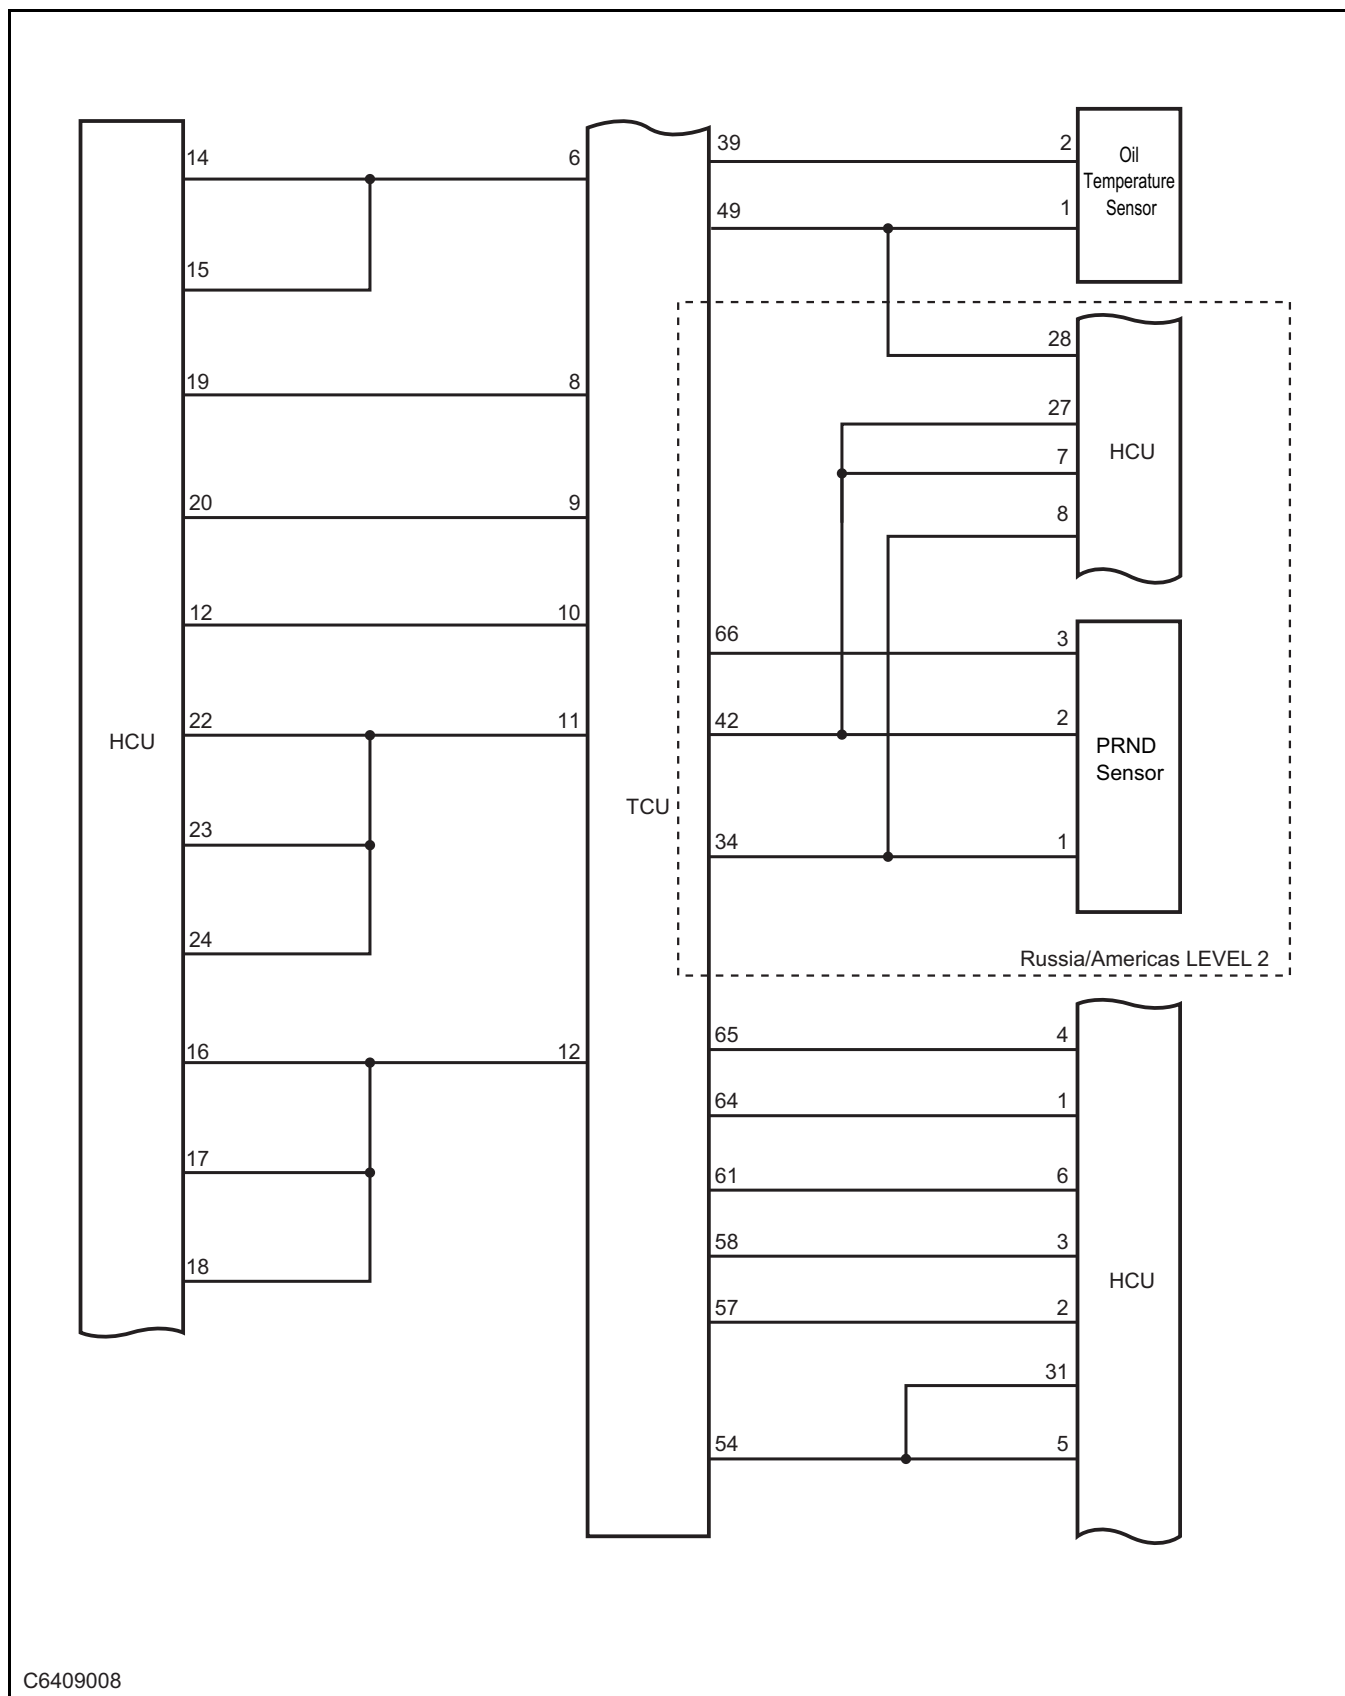 14 6 39 2
Oil
Temperature
Sensor
49 1
15
28
19 8
27
HCU
7
20 9
8
12 10
66 3
22 11 42 2
HCU
PRND
Sensor
TCU
23
34 1
24
Russia/Americas LEVEL 2
65 4
16 12
64 1
17
61 6
58 3
18
HCU
57 2
31
54 5
C6409008